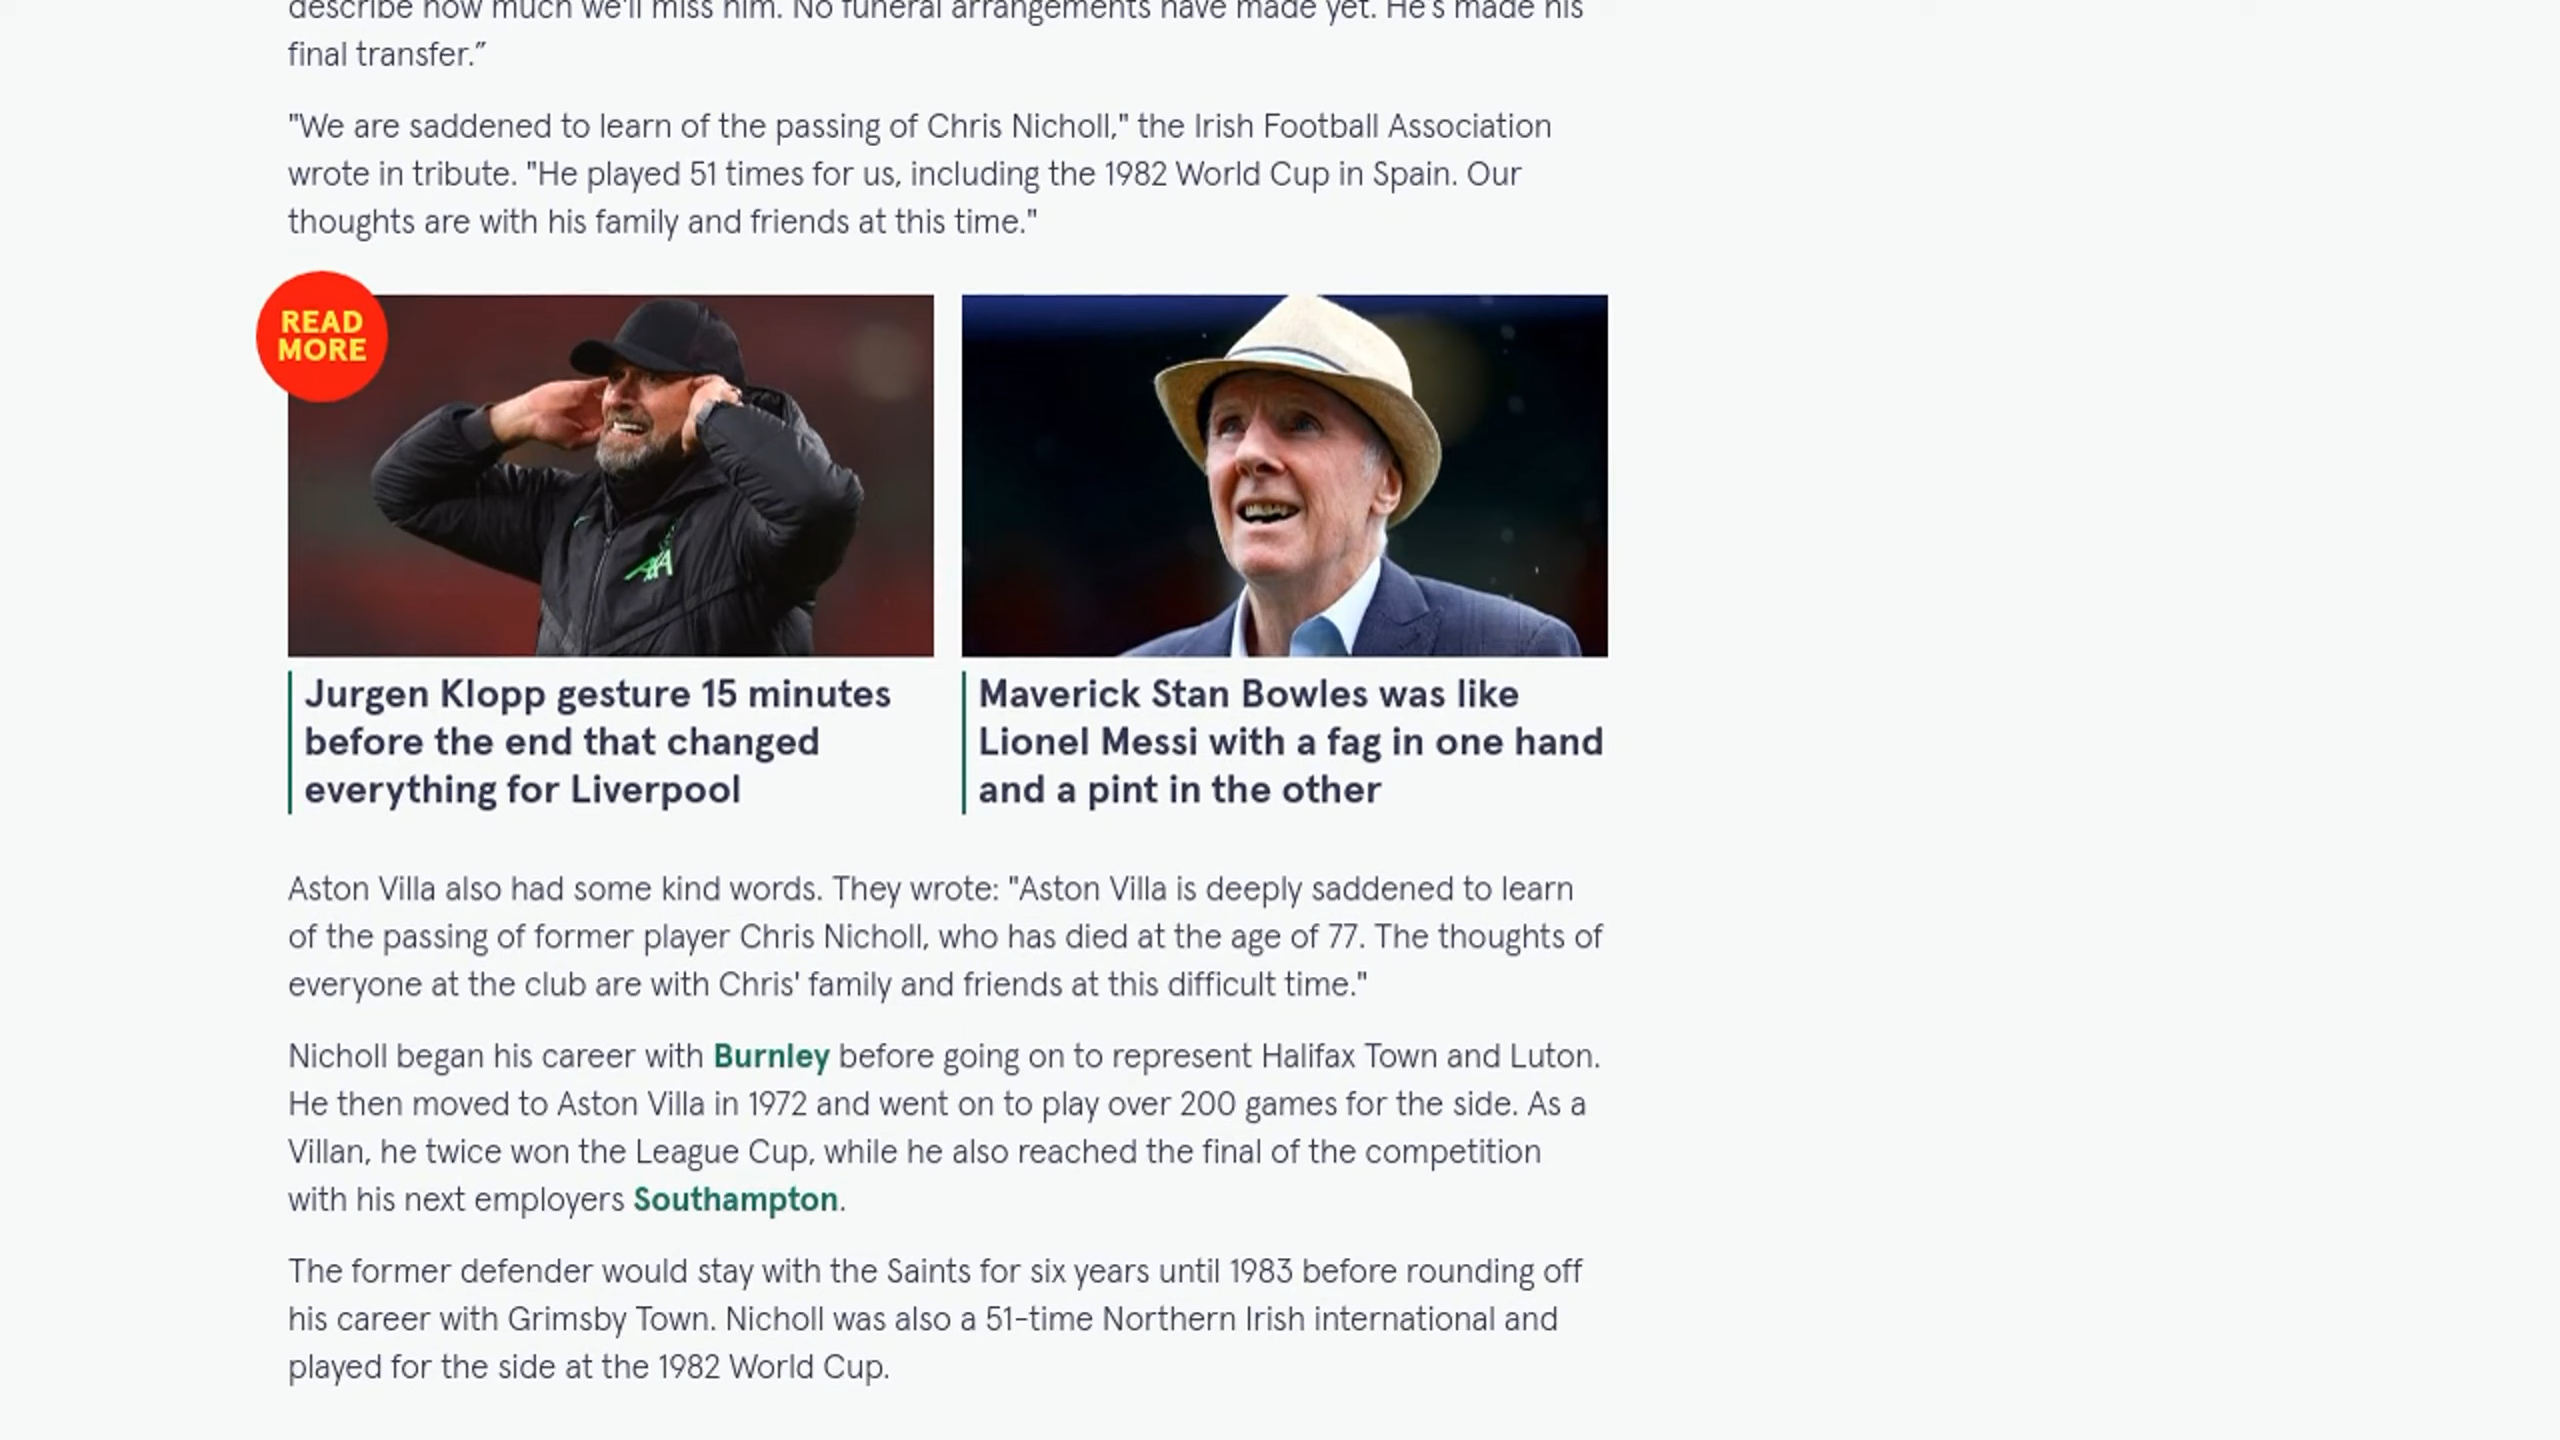 describe how much we'll miss him. No funeral arrangements have made yet. He's made his
final transfer.”
"We are saddened to learn of the passing of Chris Nicholl," the Irish Football Association
wrote in tribute. "He played 51 times for us, including the 1982 World Cup in Spain. Our
thoughts are with his family and friends at this time."
READ
MORE
AXA
Jurgen Klopp gesture 15 minutes
before the end that changed
everything for Liverpool
Maverick Stan Bowles was like
Lionel Messi with a fag in one hand
and a pint in the other
Aston Villa also had some kind words. They wrote: "Aston Villa is deeply saddened to learn
of the passing of former player Chris Nicholl, who has died at the age of 77. The thoughts of
everyone at the club are with Chris' family and friends at this difficult time."
Nicholl began his career with Burnley before going on to represent Halifax Town and Luton.
He then moved to Aston Villa in 1972 and went on to play over 200 games for the side. As a
Villan, he twice won the League Cup, while he also reached the final of the competition
with his next employers Southampton.
The former defender would stay with the Saints for six years until 1983 before rounding off
his career with Grimsby Town. Nicholl was also a 51-time Northern Irish international and
played for the side at the 1982 World Cup.